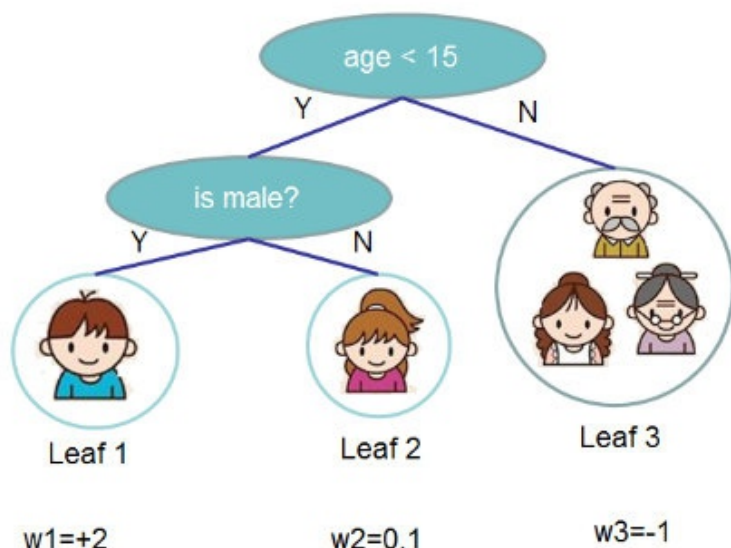 age < 15
Y
N
is male?
Y
N
Leaf 1
Leaf 2
Leaf 3
w1=+2
w2=0.1
w3=-1